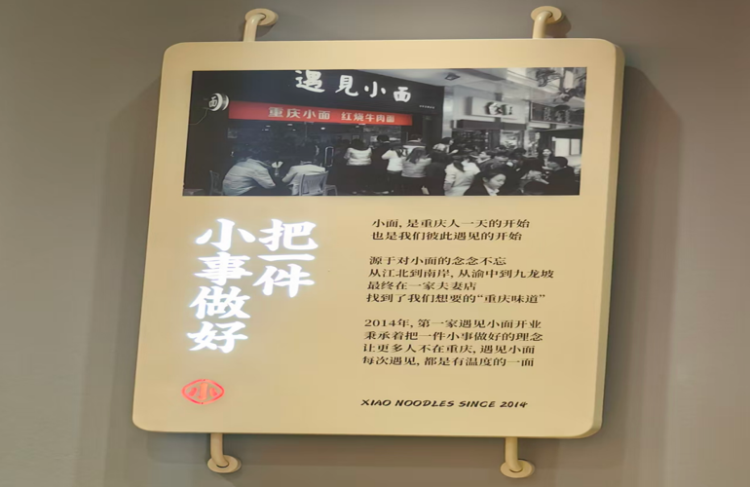 遇見小面
重庆小面 红烧牛肉面
把一件
小事做好
小面，是重庆人一天的开始
也是我们彼此遇见的开始
源于对小面的念念不忘
从江北到南岸，从渝中到九龙坡
最终在一家夫妻店
找到了我们想要的“重庆味道”
2014年，第一家遇见小面开业
秉承着把一件小事做好的理念
让更多人不在重庆，遇见小面
每次遇见，都是有温度的一面
小
XIAO NOODLES SINCE 2014